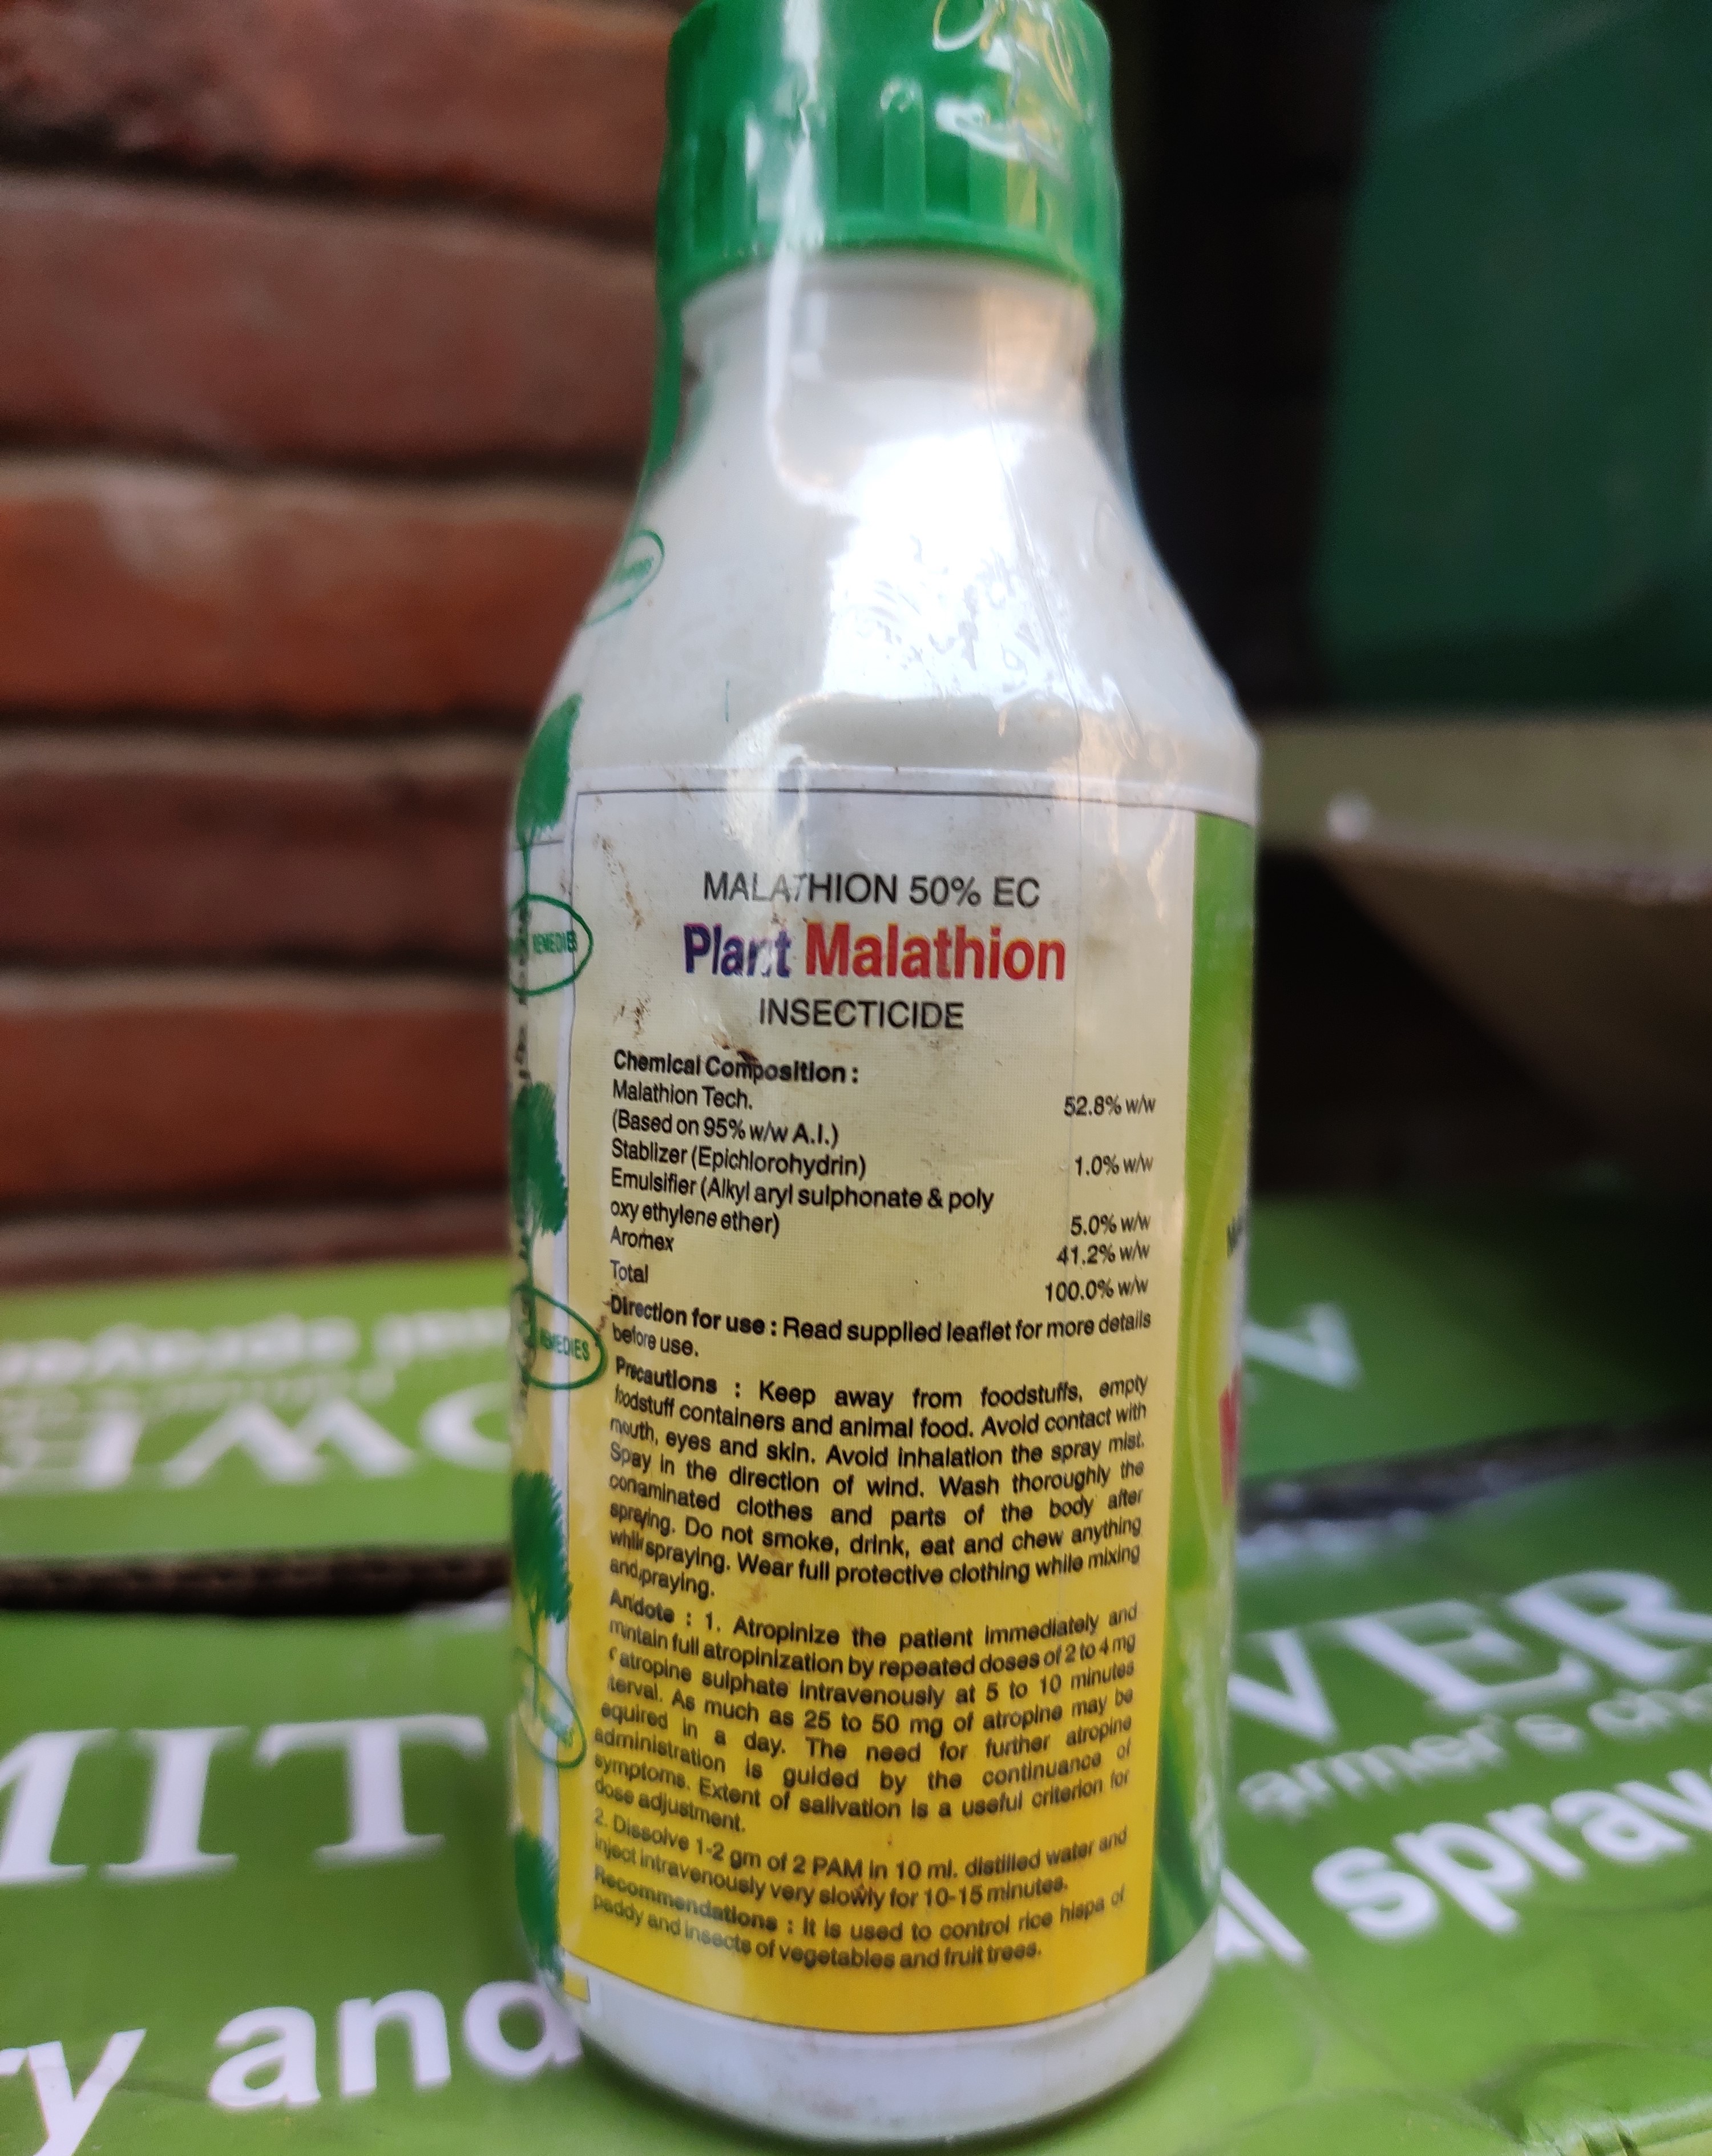 MALATHION 50% EC
Plant Malathion
INSECTICIDE
Chemical Composition :
Malathion Tech. 52.8% w/w
(Based on 95% w/w A.I.)
Stablizer (Epichlorohydrin) 1.0% w/w
Emulsifier (Alkyl aryl sulphonate & poly
oxy ethylene ether) 5.0% w/w
Aromex 41.2% w/w
Total 100.0% w/w
Direction for use : Read supplied leaflet for more details
before use.
Precautions : Keep away from foodstuffs, empty
foodstuff containers and animal food. Avoid contact with
mouth, eyes and skin. Avoid inhalation the spray mist.
Spay in the direction of wind. Wash thoroughly the
conaminated clothes and parts of the body after
spraying. Do not smoke, drink, eat and chew anything
while spraying. Wear full protective clothing while mixing
and praying.
Andote : 1. Atropinize the patient immediately and
mntain full atropinization by repeated doses of 2 to 4 mg
atropine sulphate intravenously at 5 to 10 minutes
terval. As much as 25 to 50 mg of atropine may be
equired in a day. The need for further atropine
administration is guided by the continuance of
symptoms. Extent of salivation is a useful criterion for
dose adjustment.
2. Dissolve 1-2 gm of 2 PAM in 10 ml. distilled water and
inject intravenously very slowly for 10-15 minutes.
Recommendations : It is used to control rice hispa of
paddy and insects of vegetables and fruit trees.
REMEDIES
REMEDIES
MIT
VER
armer's
spray
ry and